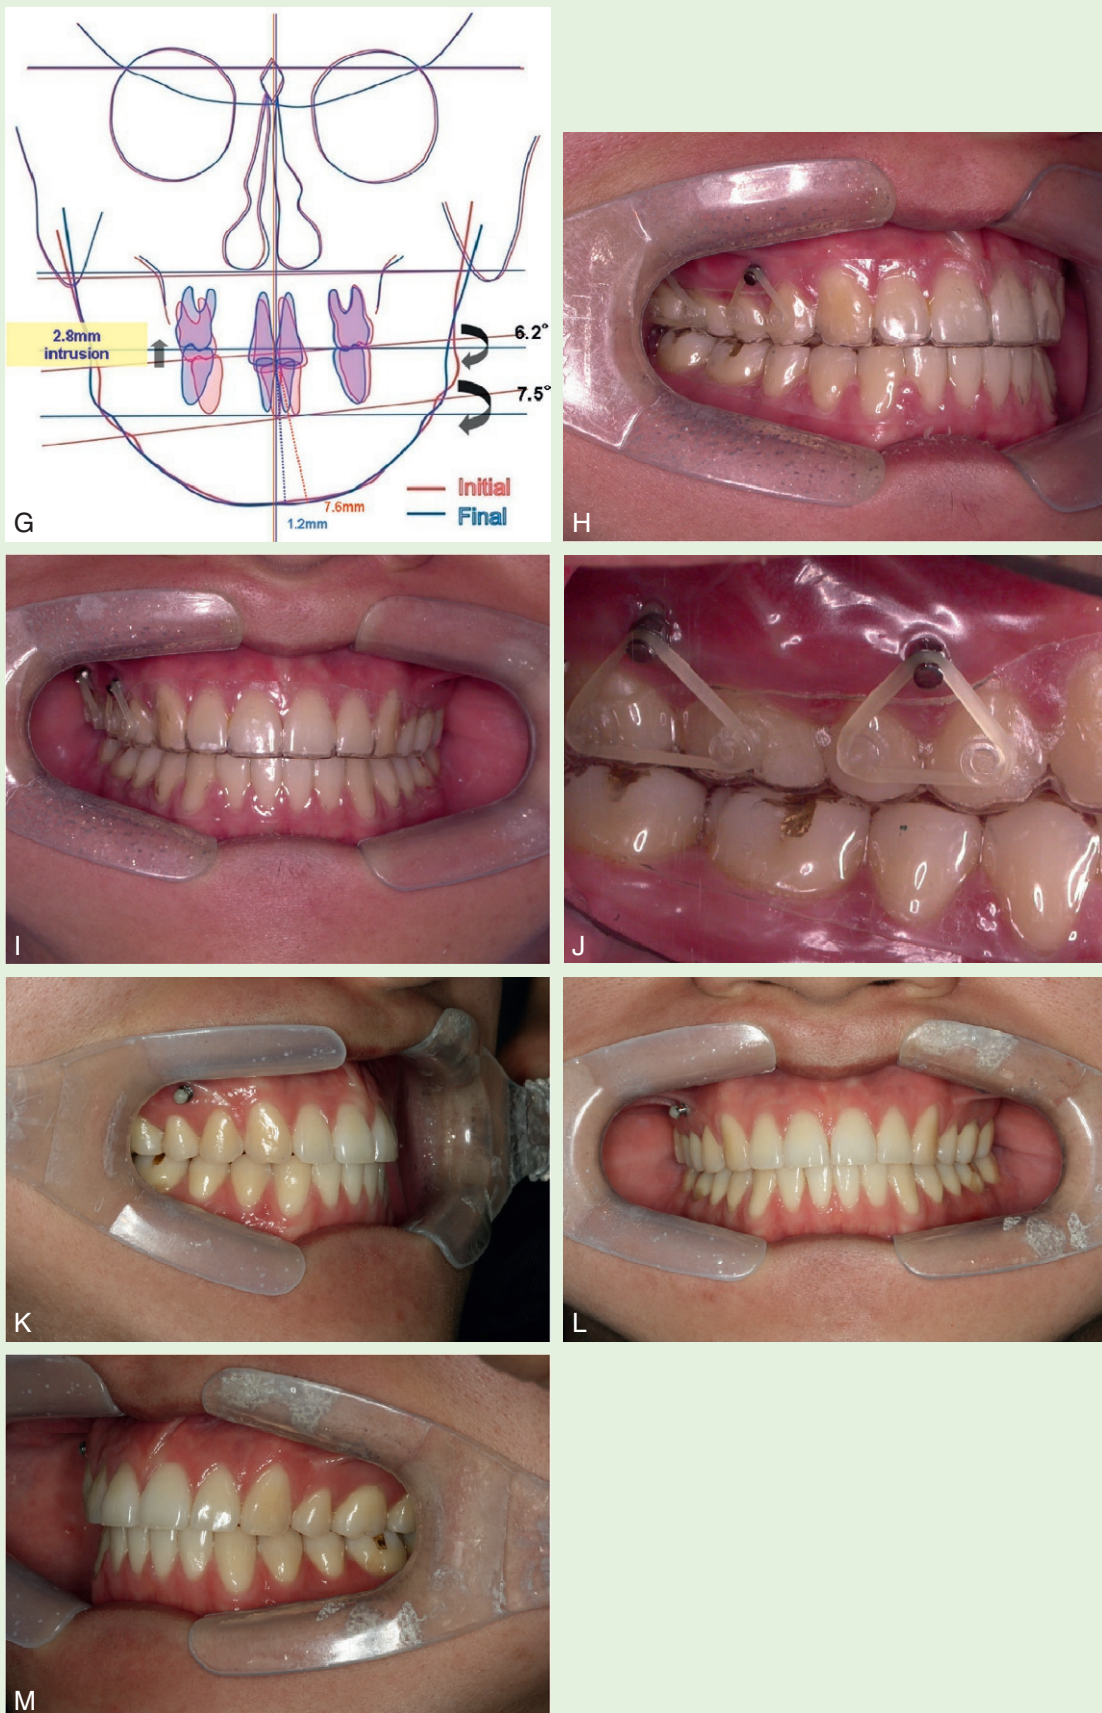 6.2°
2.8mm
intrusion
7.5°
Initial
7.6mm
Final
1.2mm
G
H
I
J
K
L
M